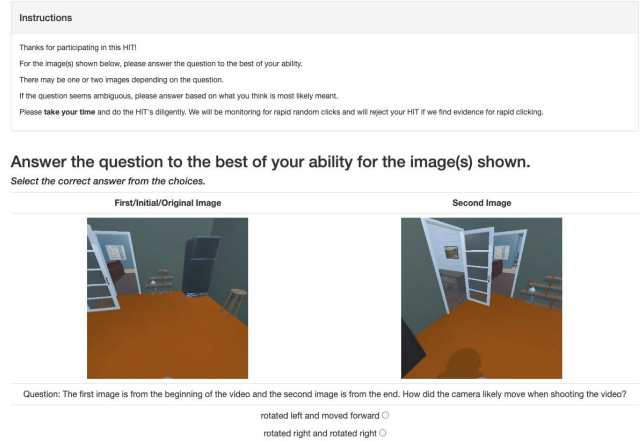 Instructions
Thanks for participating in this HIT!
For the image(s) shown below, please answer the question to the best of your ability.
There may be one or two images depending on the question.
If the question seems ambiguous, please answer based on what you think is most likely meant.
Please take your time and do the HIT's diligently. We will be monitoring for rapid random clicks and will reject your HIT if we find evidence for rapid clicking.
Answer the question to the best of your ability for the image(s) shown.
Select the correct answer from the choices.
First/Initial/Original Image
Second Image
Question: The first image is from the beginning of the video and the second image is from the end. How did the camera likely move when shooting the video?
rotated left and moved forward
rotated right and rotated right